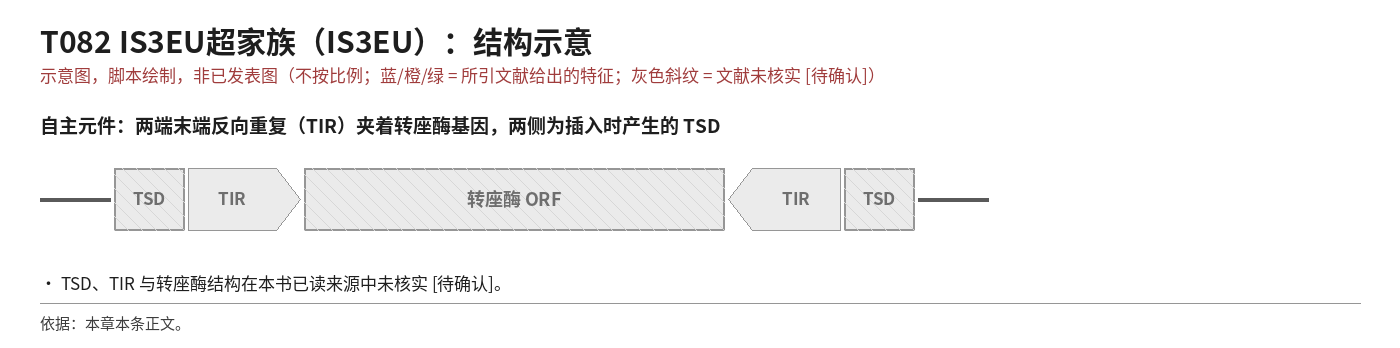 T082 IS3EU超家族（IS3EU）：结构示意
示意图，脚本绘制，非已发表图（不按比例；蓝/橙/绿 = 所引文献给出的特征；灰色斜纹 = 文献未核实 [待确认]）
自主元件：两端末端反向重复（TIR）夹着转座酶基因，两侧为插入时产生的 TSD
TSD TIR 转座酶 ORF TIR TSD
・ TSD、TIR 与转座酶结构在本书已读来源中未核实 [待确认]。
依据：本章本条正文。